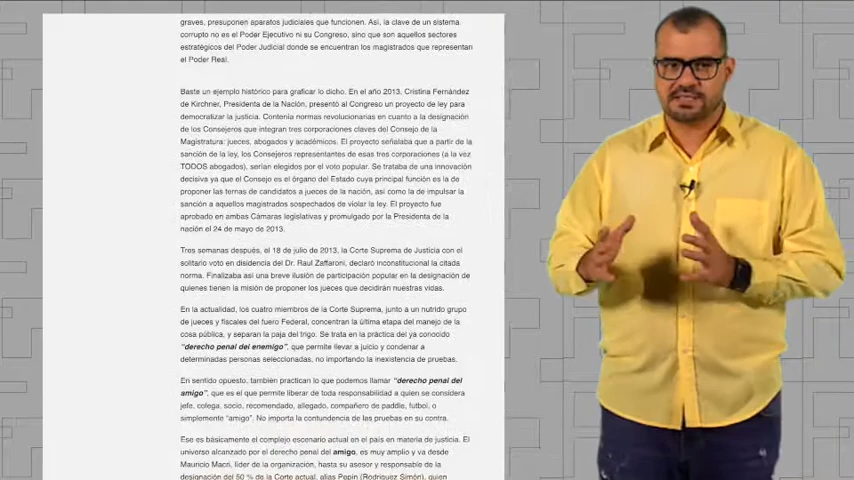 graves, presuponen aparatos judiciales que funcionen. Así, la clave de un sistema
corrupto no es el Poder Ejecutivo ni su Congreso, sino que son aquellos sectores
estratégicos del Poder Judicial donde se encuentran los magistrados que representan
el Poder Real.
Baste un ejemplo histórico para graficar lo dicho. En el año 2013, Cristina Fernández
de Kirchner, Presidenta de la Nación, presentó al Congreso un proyecto de ley para
democratizar la justicia. Contenía normas revolucionarias en cuanto a la designación
de los Consejeros que integran tres corporaciones claves del Consejo de la
Magistratura: jueces, abogados y académicos. El proyecto señalaba que a partir de la
sanción de la ley, los Consejeros representantes de esas tres corporaciones (a la vez
TODOS abogados), serían elegidos por el voto popular. Se trataba de una innovación
decisiva ya que el Consejo es el órgano del Estado cuya principal función es la de
proponer las ternas de candidatos a jueces de la nación, así como la de impulsar la
sanción a aquellos magistrados sospechados de violar la ley. El proyecto fue
aprobado en ambas Cámaras legislativas y promulgado por la Presidenta de la
nación el 24 de mayo de 2013.
Tres semanas después, el 18 de julio de 2013, la Corte Suprema de Justicia con el
solitario voto en disidencia del Dr. Raul Zaffaroni, declaró inconstitucional la citada
norma. Finalizaba así una breve ilusión de participación popular en la designación de
quienes tienen la misión de proponer los jueces que decidirán nuestras vidas.
En la actualidad, los cuatro miembros de la Corte Suprema, junto a un nutrido grupo
de jueces y fiscales del fuero Federal, concentran la última etapa del manejo de la
cosa pública, y separan la paja del trigo. Se trata en la práctica del ya conocido
“derecho penal del enemigo”, que permite llevar a juicio y condenar a
determinadas personas seleccionadas, no importando la inexistencia de pruebas.
En sentido opuesto, también practican lo que podemos llamar “derecho penal del
amigo”, que es el que permite liberar de toda responsabilidad a quien se considera
jefe, colega, socio, recomendado, allegado, compañero de paddle, futbol, o
simplemente “amigo”. No importa la contundencia de las pruebas en su contra.
Ese es básicamente el complejo escenario actual en el país en materia de justicia. El
universo alcanzado por el derecho penal del amigo, es muy amplio y va desde
Mauricio Macri, líder de la organización, hasta su asesor y responsable de la
designación del 50 % de la Corte actual, alias Pepin (Rodríguez Simón), quien